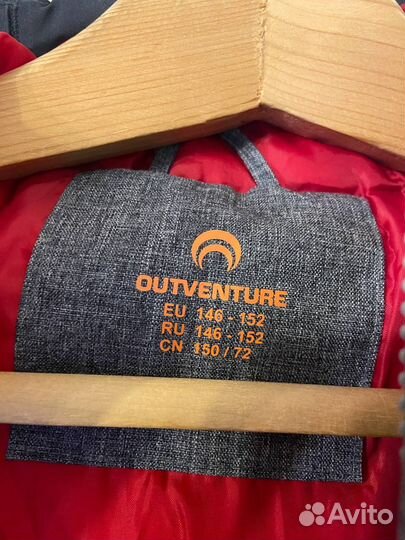 OUTVENTURE
EU 146 - 152
RU 146 - 152
CN 150 / 72
Avito